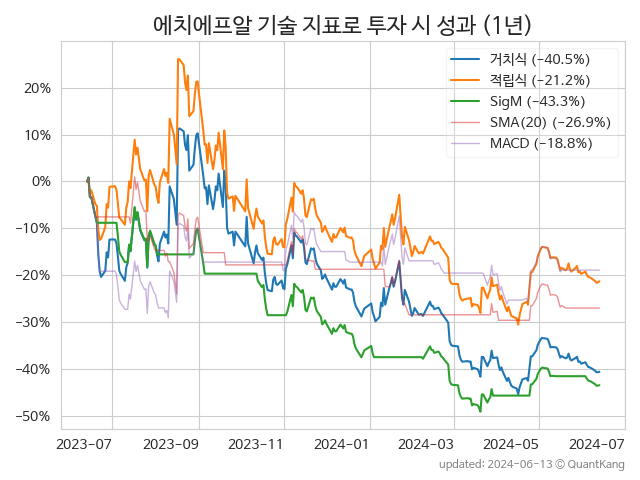 에치에프알 기술 지표로 투자 시 성과 (1년)
거치식 (−40.5%)
적립식 (−21.2%)
SigM (−43.3%)
SMA(20) (−26.9%)
MACD (−18.8%)
20%
10%
0%
−10%
−20%
−30%
−40%
−50%
2023-07 2023-09 2023-11 2024-01 2024-03 2024-05 2024-07
updated: 2024-06-13 ⓒ QuantKang